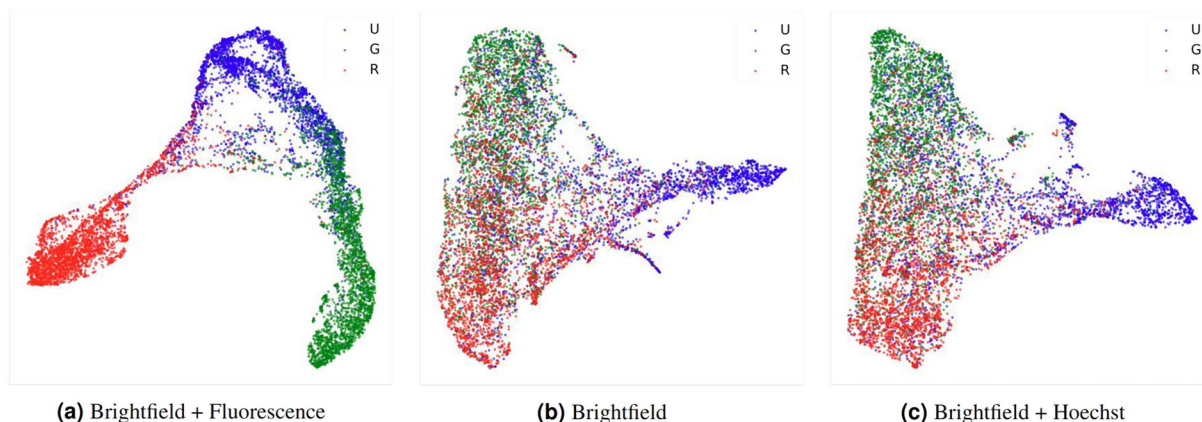 U
G
R
U
G
R
U
G
R
(a) Brightfield + Fluorescence
(b) Brightfield
(c) Brightfield + Hoechst